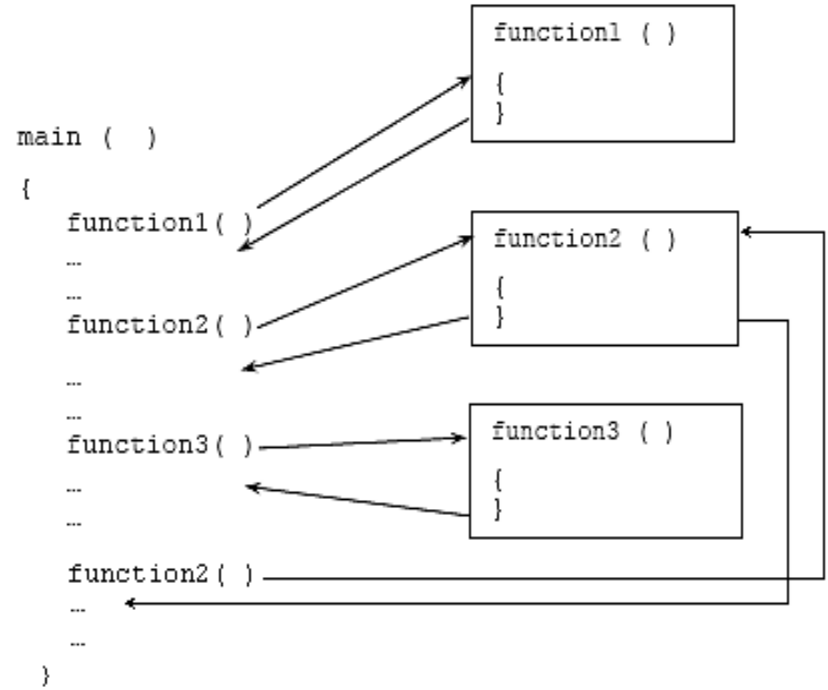 main ( )
{
function1( )
…
…
function2( )
…
…
function3( )
…
…
function2( )
…
…
}
function1 ( )
{
}
function2 ( )
{
}
function3 ( )
{
}